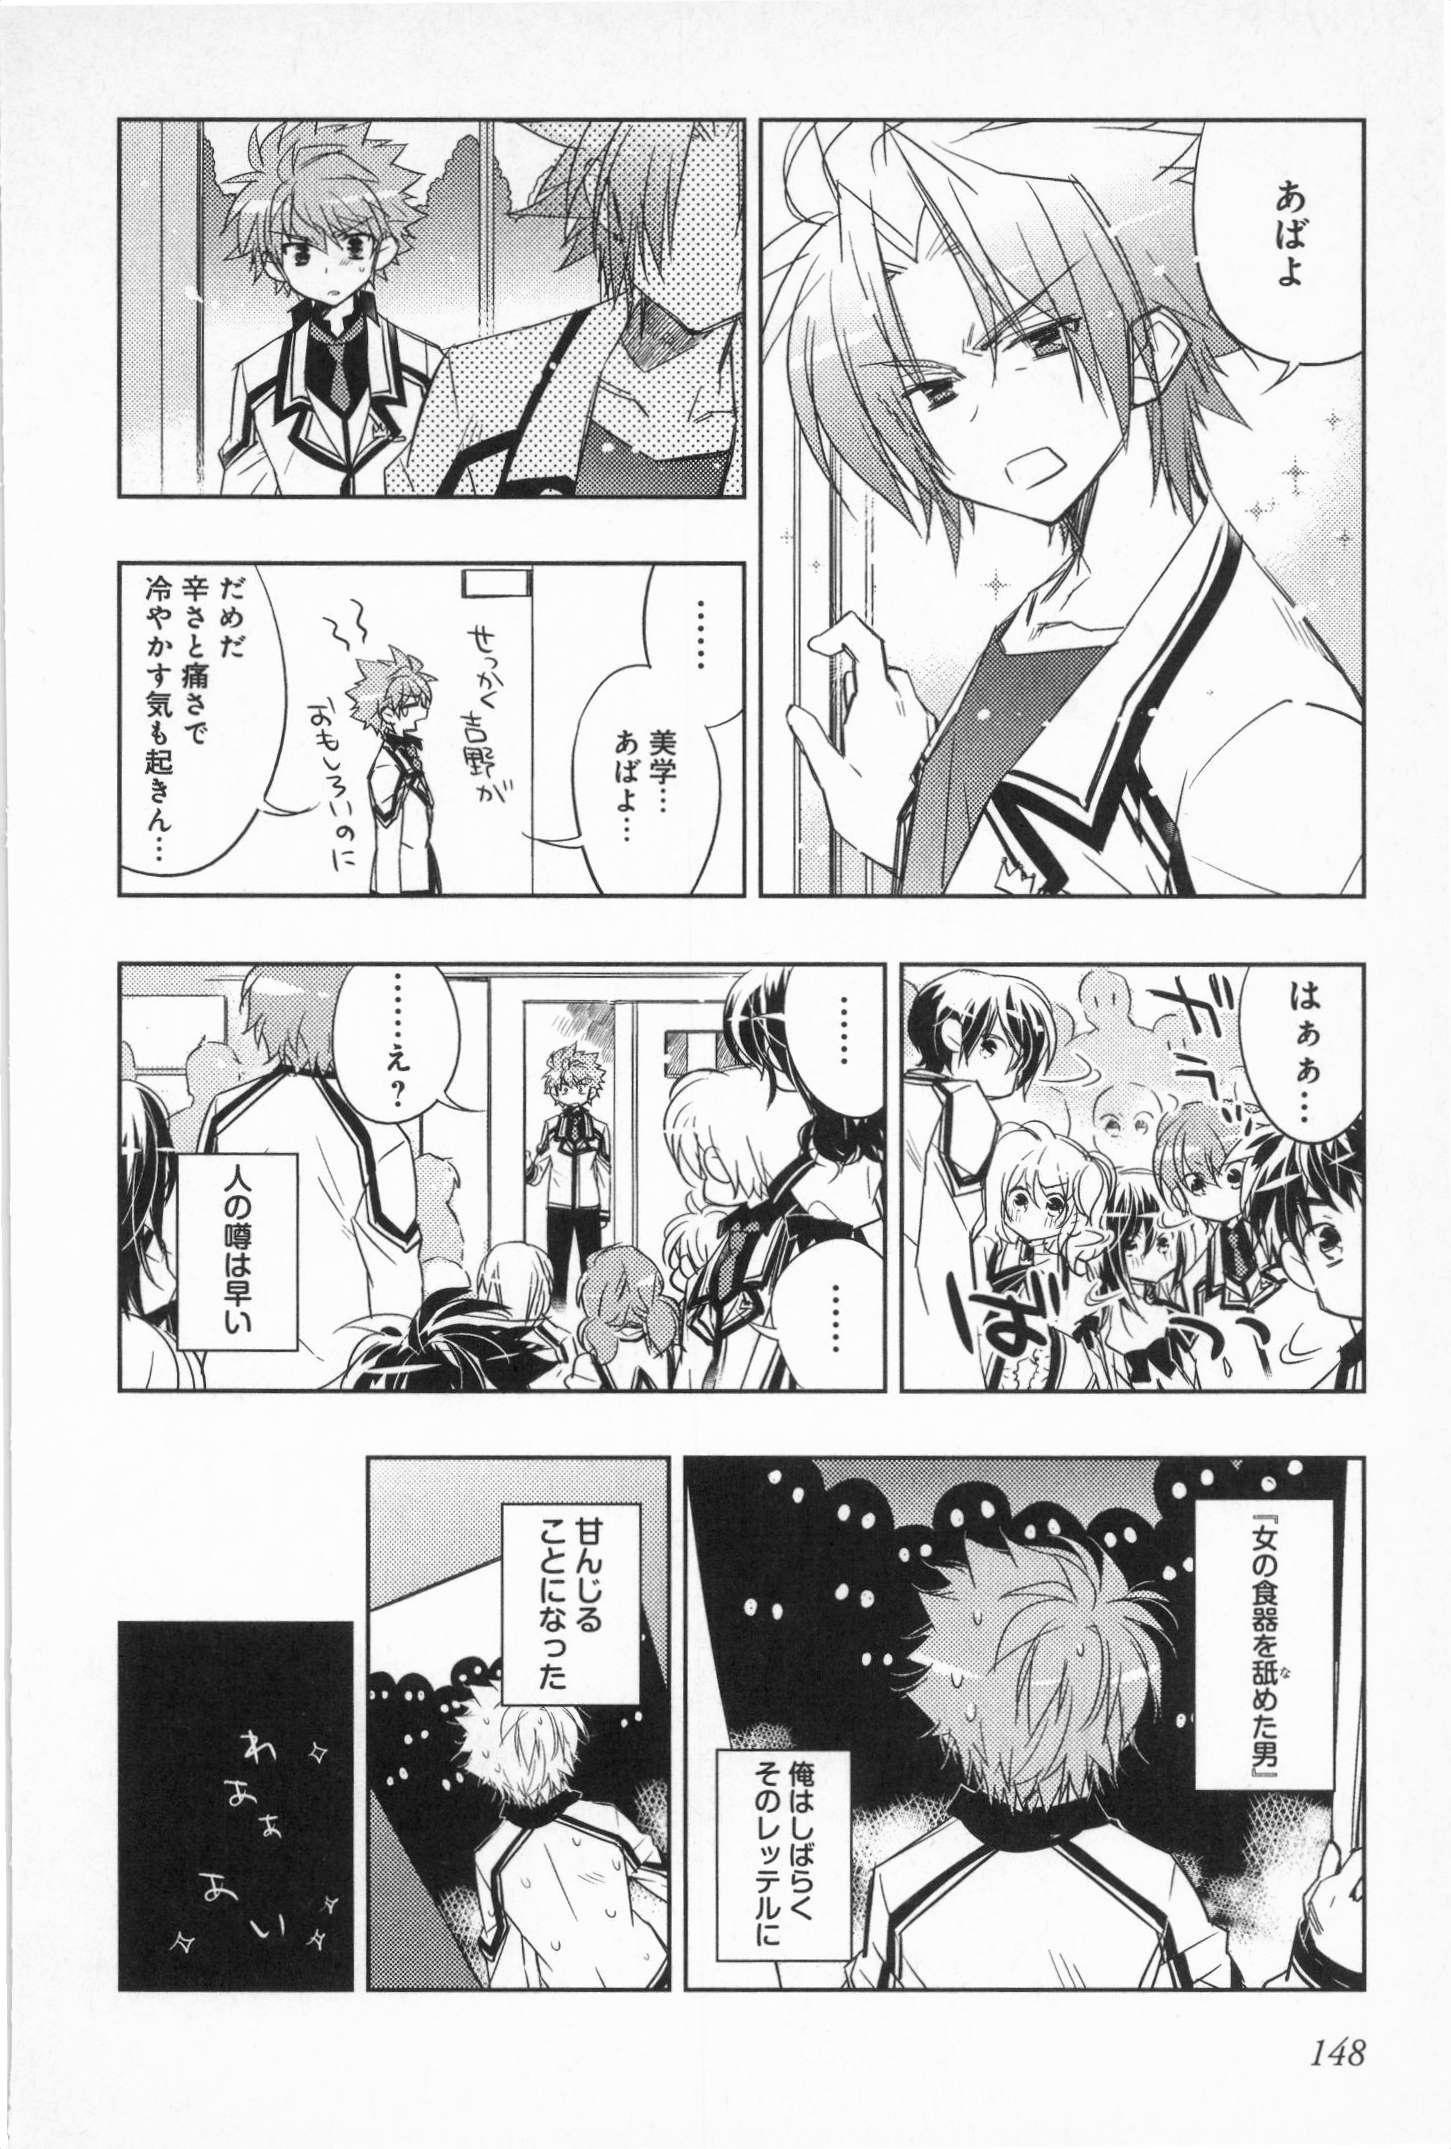 あばよ
……
美学…
あばよ…
せっかく
吉野が
おもしろいのに
だめだ
辛さと痛さで
冷やかす気も起きん…
はぁぁ…
……
……
………え?
人の噂は早い
『女の食器を舐めた男』
な
俺はしばらく
そのレッテルに
甘んじる
ことになった
わぁぁあい
148